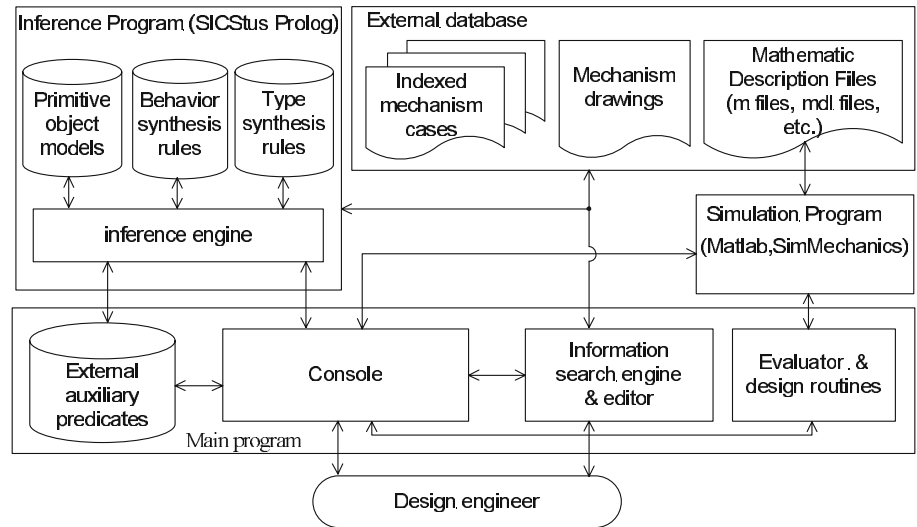 Inference Program (SICStus Prolog)
Primitive
object
models
Behavior
synthesis
rules
Type
synthesis
rules
inference engine
External database
Indexed
mechanism
cases
Mechanism
drawings
Mathematic
Description Files
(m files, mdl files,
etc.)
Simulation Program
(Matlab,SimMechanics)
External
auxiliary
predicates
Console
Information
search engine
& editor
Evaluator &
design routines
Main program
Design engineer